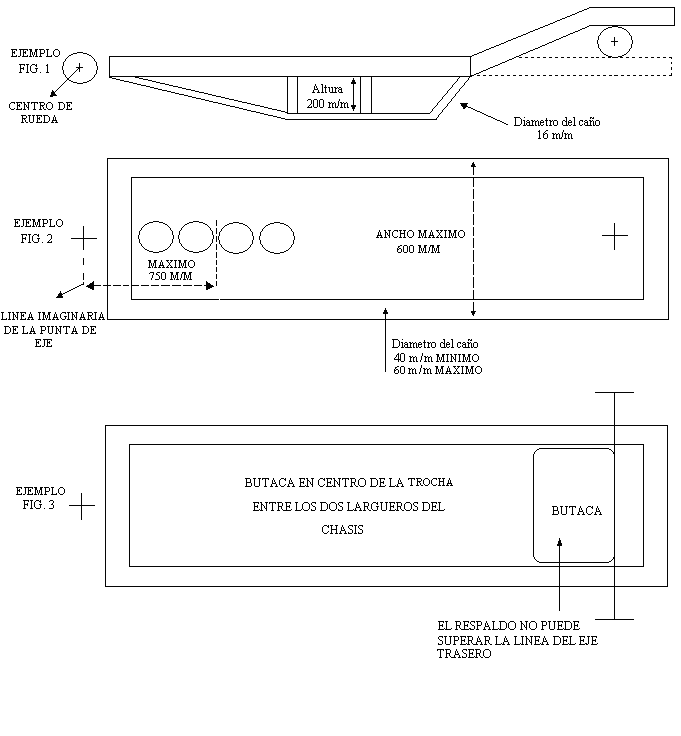 EJEMPLO
FIG. 1
CENTRO DE
RUEDA
Altura
200 m/m
Diametro del caño
16 m/m
EJEMPLO
FIG. 2
ANCHO MAXIMO
600 M/M
MAXIMO
750 M/M
LINEA IMAGINARIA
DE LA PUNTA DE
EJE
Diametro del caño
40 m/m MINIMO
60 m/m MAXIMO
EJEMPLO
FIG. 3
BUTACA EN CENTRO DE LA TROCHA
ENTRE LOS DOS LARGUEROS DEL
CHASIS
BUTACA
EL RESPALDO NO PUEDE
SUPERAR LA LINEA DEL EJE
TRASERO